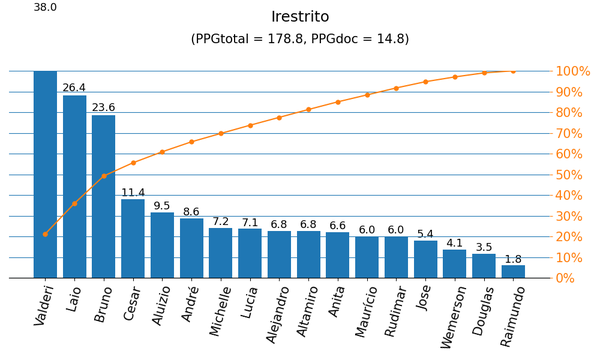 38.0
Irestrito
(PPGtotal = 178.8, PPGdoc = 14.8)
26.4
23.6
11.4
9.5
8.6
7.2
7.1
6.8
6.8
6.6
6.0
6.0
5.4
4.1
3.5
1.8
100%
90%
80%
70%
60%
50%
40%
30%
20%
10%
0%
Valderi
Laio
Bruno
Cesar
Aluizio
André
Michelle
Lucia
Alejandro
Altamiro
Anita
Maurício
Rudimar
Jose
Wemerson
Douglas
Raimundo